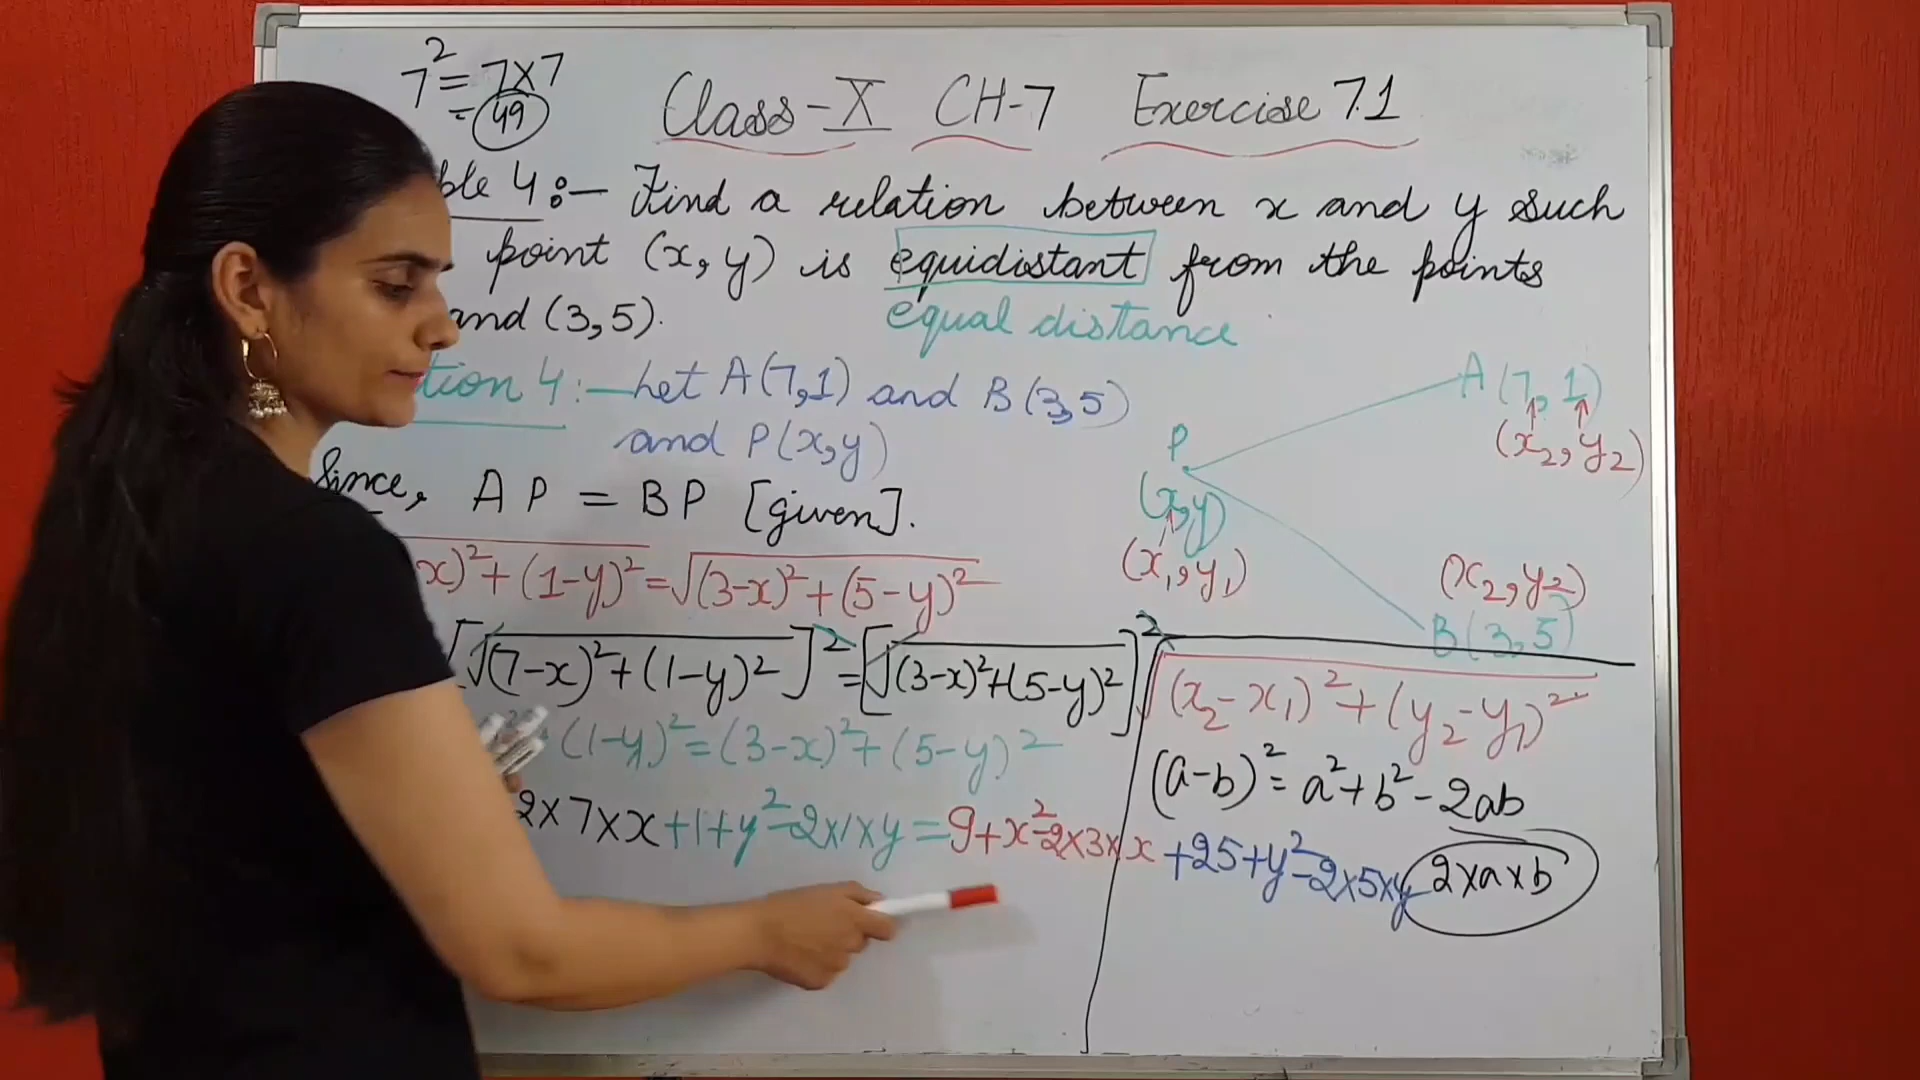 7² = 7×7
= 49
Class-X CH-7 Exercise 7.1
ble 4:- Find a relation between x and y such
point (x, y) is equidistant from the points
and (3,5).
equal distance
tion 4:- Let A(7,1) and B(3,5)
and P(x,y)
Since, AP = BP [given].
x)²+(1-y)²=√(3-x)²+(5-y)²
[√(7-x)²+(1-y)²]²=[√(3-x)²+(5-y)²]²
(1-y)²=(3-x)²+(5-y)²
2×7×x+1+y²-2×1×y=9+x²-2×3×x+25+y²-2×5×y
A(7,1)
(x₂,y₂)
P
(x,y)
(x₁,y₁)
(x₂,y₂)
B(3,5)
√(x₂-x₁)²+(y₂-y₁)²
(a-b)²=a²+b²-2ab
2×a×b